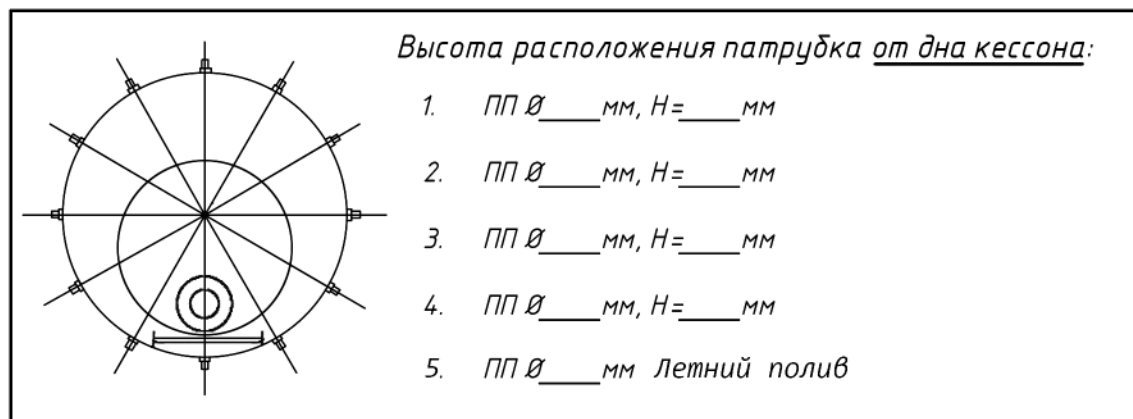 Высота расположения патрубка от дна кессона:
1. ПП Ø____мм, H=____мм
2. ПП Ø____мм, H=____мм
3. ПП Ø____мм, H=____мм
4. ПП Ø____мм, H=____мм
5. ПП Ø____мм Летний полив